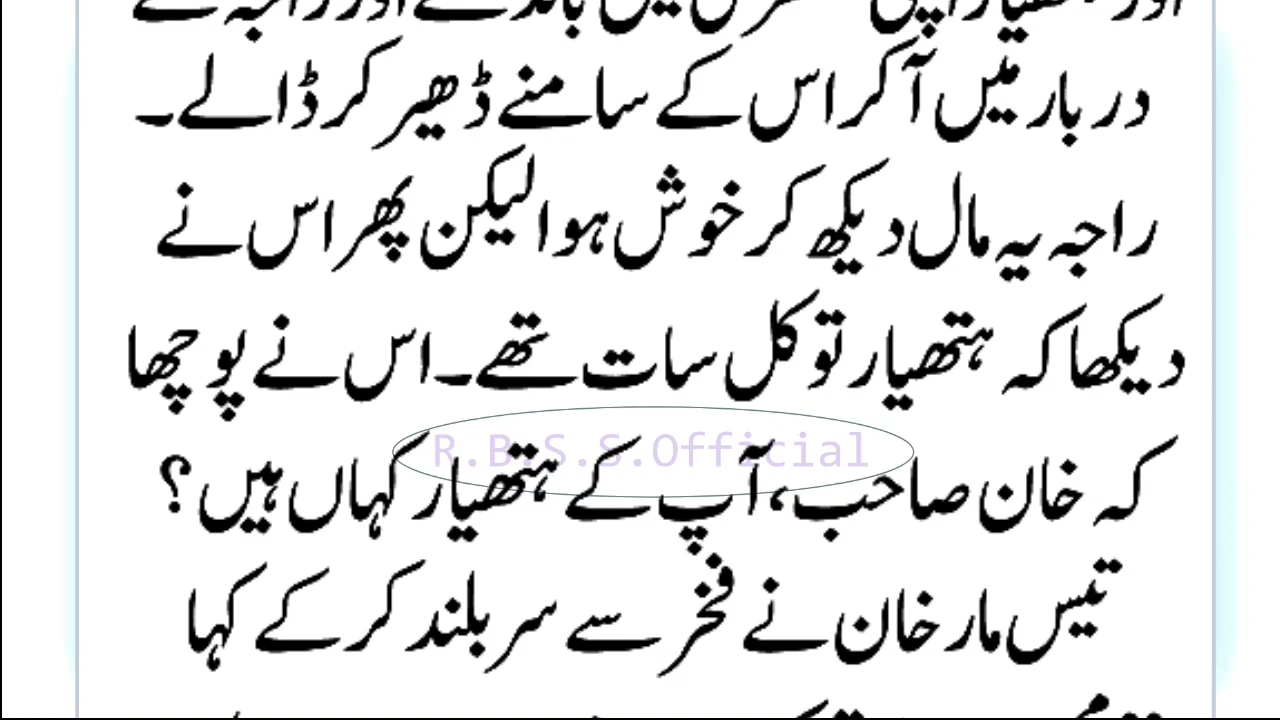 دربار میں آ کر اس کے سامنے ڈھیر کر ڈالے۔
راجہ یہ مال دیکھ کر خوش ہوا لیکن پھر اس نے
دیکھا کہ ہتھیار تو کل سات تھے۔ اس نے پوچھا
R.B.S.S.Official
کہ خان صاحب، آپ کے ہتھیار کہاں ہیں؟
تیس مار خان نے فخر سے سر بلند کر کے کہا